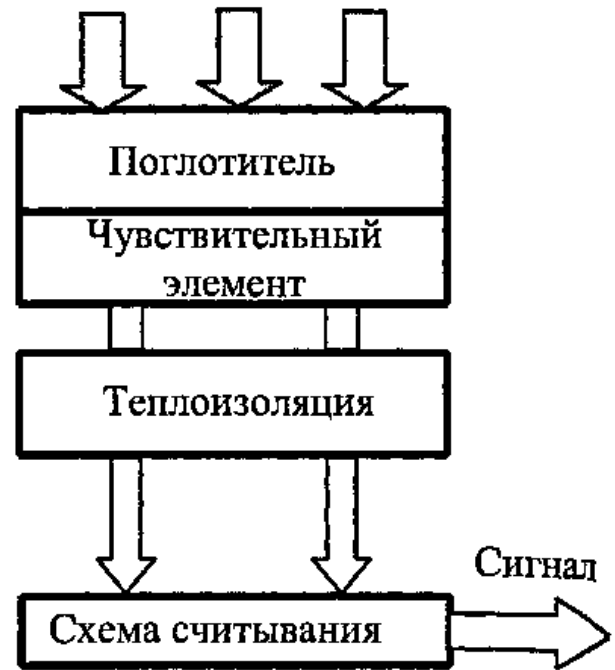 Поглотитель
Чувствительный
элемент
Теплоизоляция
Сигнал
Схема считывания